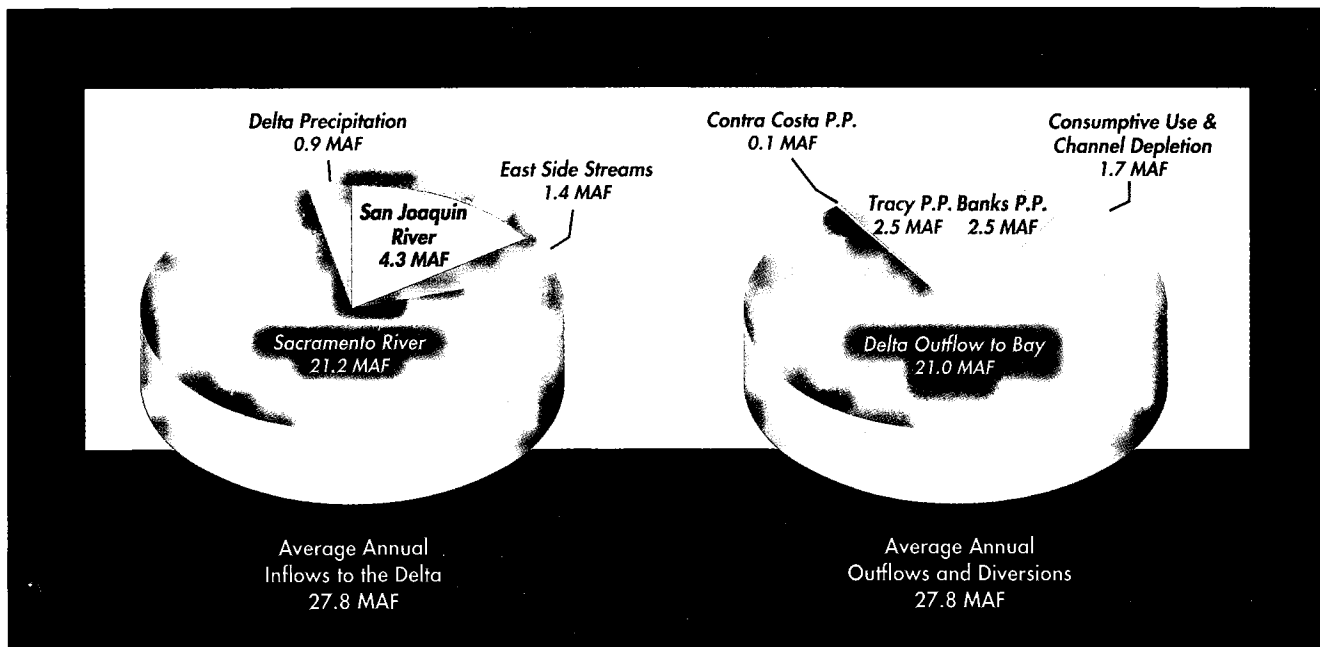 Delta Precipitation
0.9 MAF
East Side Streams
1.4 MAF
San Joaquin
River
4.3 MAF
Sacramento River
21.2 MAF
Average Annual
Inflows to the Delta
27.8 MAF
Contra Costa P.P.
0.1 MAF
Consumptive Use &
Channel Depletion
1.7 MAF
Tracy P.P.
2.5 MAF
Banks P.P.
2.5 MAF
Delta Outflow to Bay
21.0 MAF
Average Annual
Outflows and Diversions
27.8 MAF